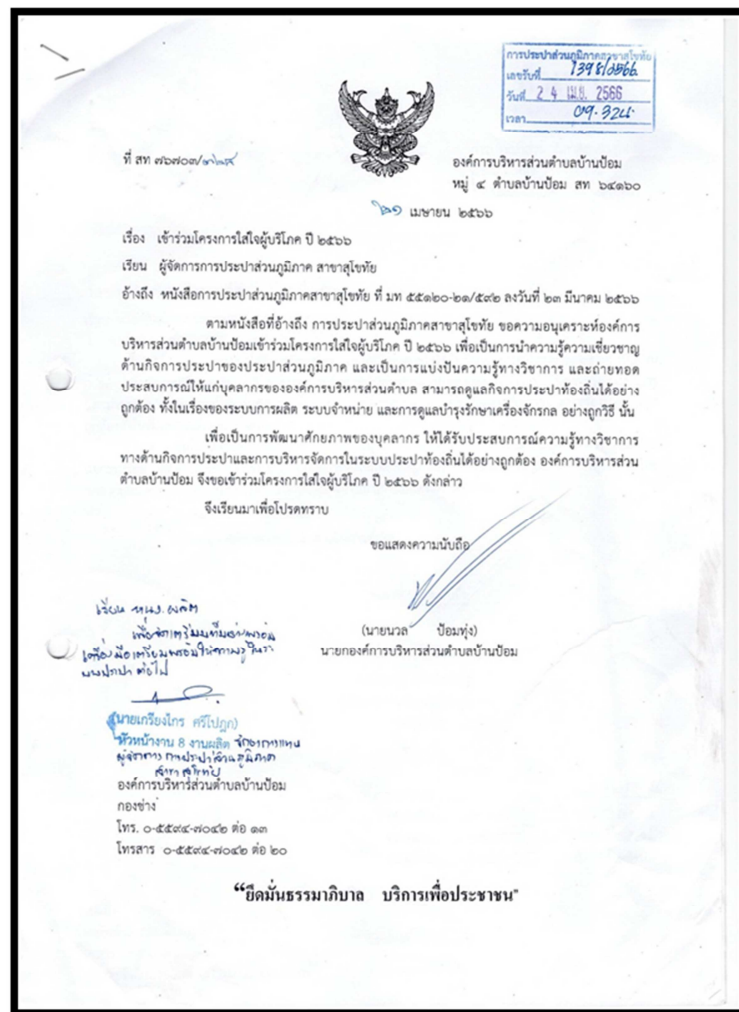 การประปาส่วนภูมิภาคสาขาสุโขทัย
เลขรับที่ 1398/2566
วันที่ 24 เม.ย. 2566
เวลา 09.32น.
ที่ สท ๗๖๗๐๓/
องค์การบริหารส่วนตำบลบ้านป้อม
หมู่ ๔ ตำบลบ้านป้อม สท ๖๔๑๖๐
๒๑ เมษายน ๒๕๖๖
เรื่อง เข้าร่วมโครงการใส่ใจผู้บริโภค ปี ๒๕๖๖
เรียน ผู้จัดการการประปาส่วนภูมิภาค สาขาสุโขทัย
อ้างถึง หนังสือการประปาส่วนภูมิภาคสาขาสุโขทัย ที่ มท ๕๕๑๒๐-๒๑/๕๙๒ ลงวันที่ ๒๓ มีนาคม ๒๕๖๖
ตามหนังสือที่อ้างถึง การประปาส่วนภูมิภาคสาขาสุโขทัย ขอความอนุเคราะห์องค์การ
บริหารส่วนตำบลบ้านป้อมเข้าร่วมโครงการใส่ใจผู้บริโภค ปี ๒๕๖๖ เพื่อเป็นการนำความรู้ความเชี่ยวชาญ
ด้านกิจการประปาของประปาส่วนภูมิภาค และเป็นการแบ่งปันความรู้ทางวิชาการ และถ่ายทอด
ประสบการณ์ให้แก่บุคลากรขององค์การบริหารส่วนตำบล สามารถดูแลกิจการประปาท้องถิ่นได้อย่าง
ถูกต้อง ทั้งในเรื่องของระบบการผลิต ระบบจำหน่าย และการดูแลบำรุงรักษาเครื่องจักรกล อย่างถูกวิธี นั้น
เพื่อเป็นการพัฒนาศักยภาพของบุคลากร ให้ได้รับประสบการณ์ความรู้ทางวิชาการ
ทางด้านกิจการประปาและการบริหารจัดการในระบบประปาท้องถิ่นได้อย่างถูกต้อง องค์การบริหารส่วน
ตำบลบ้านป้อม จึงขอเข้าร่วมโครงการใส่ใจผู้บริโภค ปี ๒๕๖๖ ดังกล่าว
จึงเรียนมาเพื่อโปรดทราบ
ขอแสดงความนับถือ
(นายนวล ป้อมทุ่ง)
นายกองค์การบริหารส่วนตำบลบ้านป้อม
เรียน หนง.ผลิต
(นายเกรียงไกร ศรีโปฎก)
หัวหน้างาน 8 งานผลิต รักษาการแทน
ผู้จัดการ การประปาส่วนภูมิภาค
สาขาสุโขทัย
องค์การบริหารส่วนตำบลบ้านป้อม
กองช่าง
โทร. ๐-๕๕๙๔-๗๐๔๒ ต่อ ๑๓
โทรสาร ๐-๕๕๙๔-๗๐๔๒ ต่อ ๒๐
“ยึดมั่นธรรมาภิบาล บริการเพื่อประชาชน"